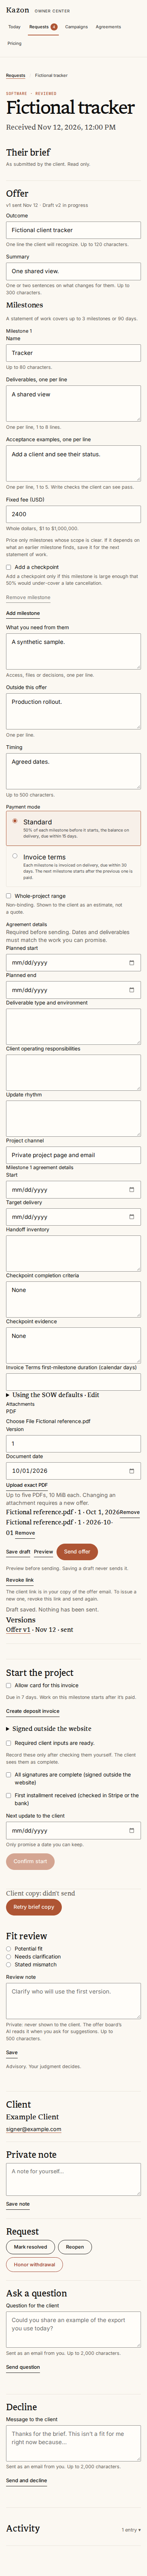 Kazon OWNER CENTER
Today Requests 6 Campaigns Agreements
Pricing
Requests Fictional tracker
SOFTWARE · REVIEWED
Fictional tracker
Received Nov 12, 2026, 12:00 PM
Their brief
As submitted by the client. Read only.
Offer
v1 sent Nov 12 · Draft v2 in progress
Outcome
Fictional client tracker
One line the client will recognize. Up to 120 characters.
Summary
One shared view.
One or two sentences on what changes for them. Up to
300 characters.
Milestones
A statement of work covers up to 3 milestones or 90 days.
Milestone 1
Name
Tracker
Up to 80 characters.
Deliverables, one per line
A shared view
One per line, 1 to 8 lines.
Acceptance examples, one per line
Add a client and see their status.
One per line, 1 to 5. Write checks the client can see pass.
Fixed fee (USD)
2400
Whole dollars, $1 to $1,000,000.
Price only milestones whose scope is clear. If it depends on
what an earlier milestone finds, save it for the next
statement of work.
Add a checkpoint
Add a checkpoint only if this milestone is large enough that
50% would under-cover a late cancellation.
Remove milestone
Add milestone
What you need from them
A synthetic sample.
Access, files or decisions, one per line.
Outside this offer
Production rollout.
One per line.
Timing
Agreed dates.
Up to 500 characters.
Payment mode
Standard
50% of each milestone before it starts, the balance on
delivery, due within 15 days.
Invoice terms
Each milestone is invoiced on delivery, due within 30
days. The next milestone starts after the previous one is
paid.
Whole-project range
Non-binding. Shown to the client as an estimate, not
a quote.
Agreement details
Required before sending. Dates and deliverables
must match the work you can promise.
Planned start
mm/dd/yyyy
Planned end
mm/dd/yyyy
Deliverable type and environment
Client operating responsibilities
Update rhythm
Project channel
Private project page and email
Milestone 1 agreement details
Start
mm/dd/yyyy
Target delivery
mm/dd/yyyy
Handoff inventory
Checkpoint completion criteria
None
Checkpoint evidence
None
Invoice Terms first-milestone duration (calendar days)
Using the SOW defaults · Edit
Attachments
PDF
Choose File Fictional reference.pdf
Version
1
Document date
10/01/2026
Upload exact PDF
Up to five PDFs, 10 MiB each. Changing an
attachment requires a new offer.
Fictional reference.pdf · 1 · Oct 1, 2026 Remove
Fictional reference.pdf · 1 · 2026-10-
01 Remove
Save draft Preview Send offer
Preview before sending. Saving a draft never sends it.
Revoke link
The client link is in your copy of the offer email. To issue a
new one, revoke this link and send again.
Draft saved. Nothing has been sent.
Versions
Offer v1 · Nov 12 · sent
Start the project
Allow card for this invoice
Due in 7 days. Work on this milestone starts after it's paid.
Create deposit invoice
Signed outside the website
Required client inputs are ready.
Record these only after checking them yourself. The client
sees them as complete.
All signatures are complete (signed outside the
website)
First installment received (checked in Stripe or the
bank)
Next update to the client
mm/dd/yyyy
Only promise a date you can keep.
Confirm start
Client copy: didn't send
Retry brief copy
Fit review
Potential fit
Needs clarification
Stated mismatch
Review note
Clarify who will use the first version.
Private: never shown to the client. The offer board's
AI reads it when you ask for suggestions. Up to
500 characters.
Save
Advisory. Your judgment decides.
Client
Example Client
signer@example.com
Private note
A note for yourself...
Save note
Request
Mark resolved Reopen
Honor withdrawal
Ask a question
Question for the client
Could you share an example of the export
you use today?
Sent as an email from you. Up to 2,000 characters.
Send question
Decline
Message to the client
Thanks for the brief. This isn't a fit for me
right now because...
Sent as an email from you. Up to 2,000 characters.
Send and decline
Activity 1 entry